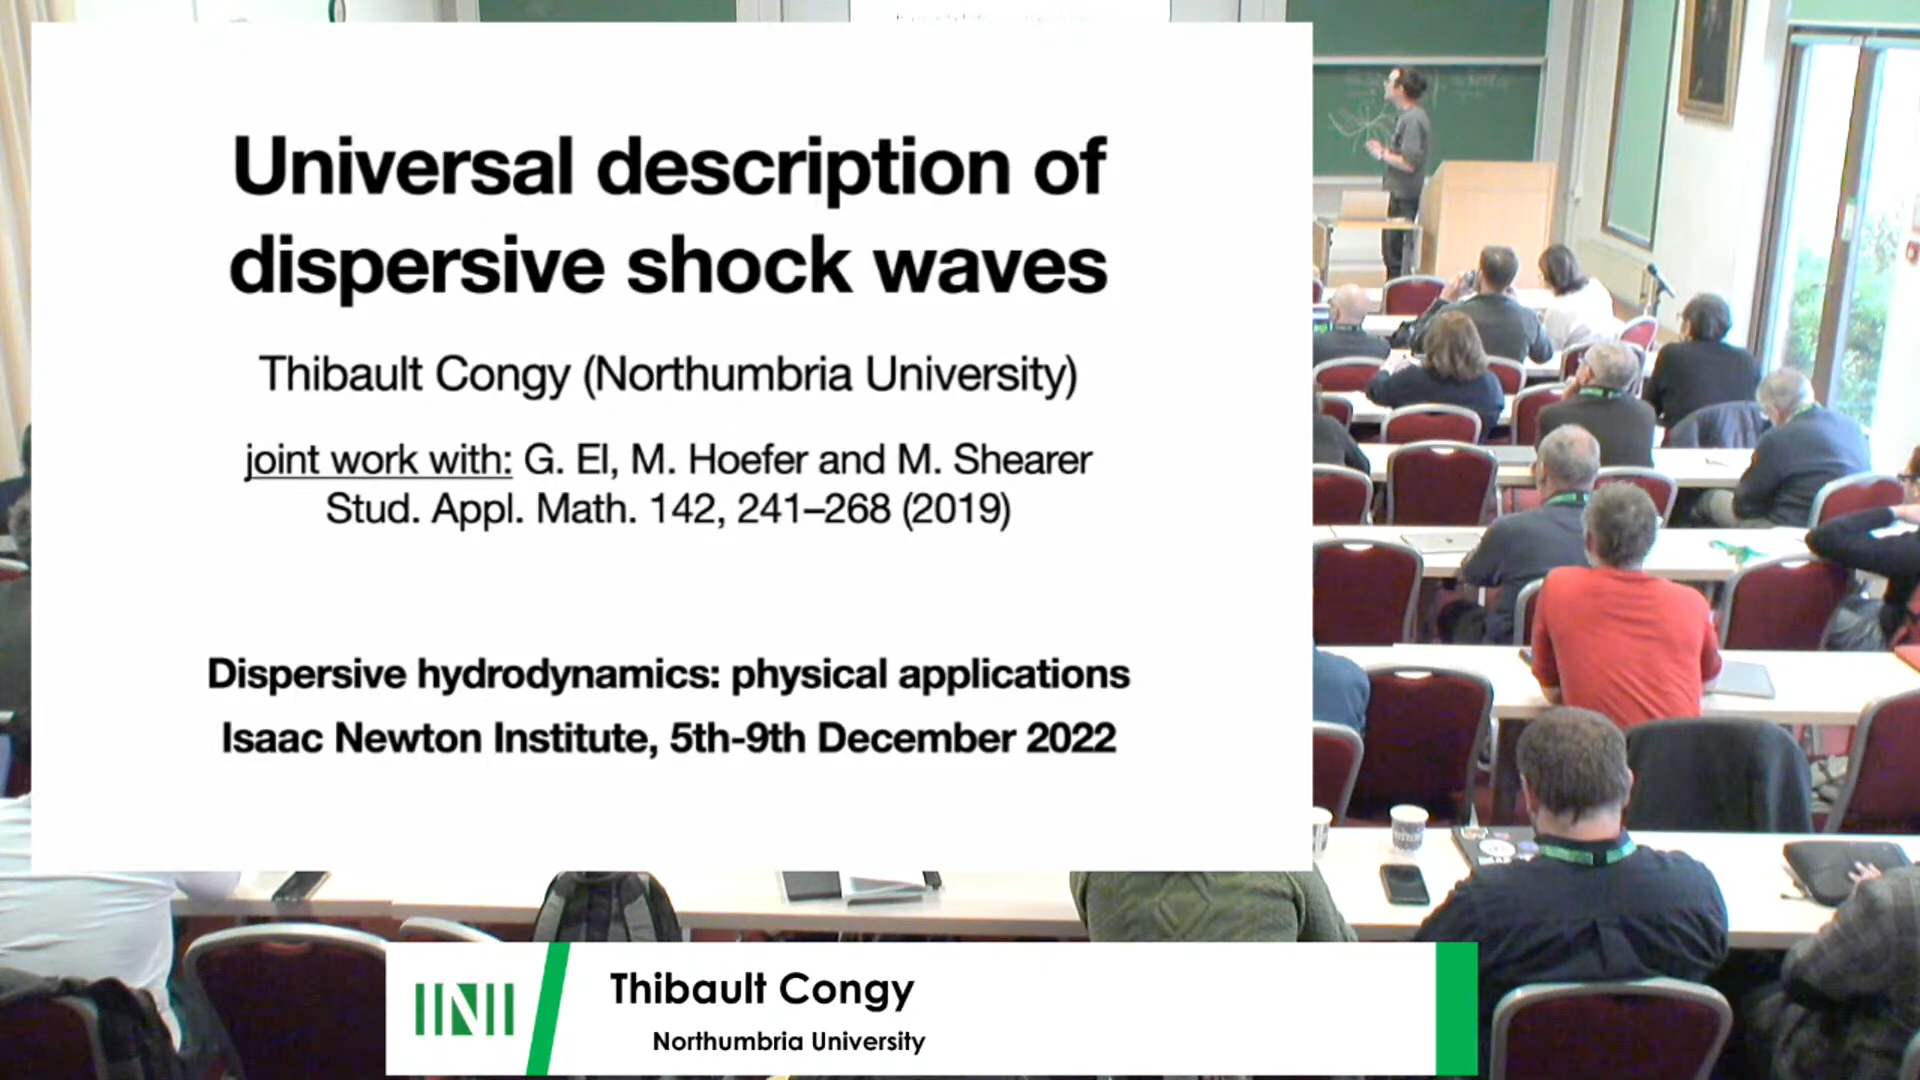 Universal description of
dispersive shock waves
Thibault Congy (Northumbria University)
joint work with: G. El, M. Hoefer and M. Shearer
Stud. Appl. Math. 142, 241–268 (2019)
Dispersive hydrodynamics: physical applications
Isaac Newton Institute, 5th-9th December 2022
Thibault Congy
Northumbria University